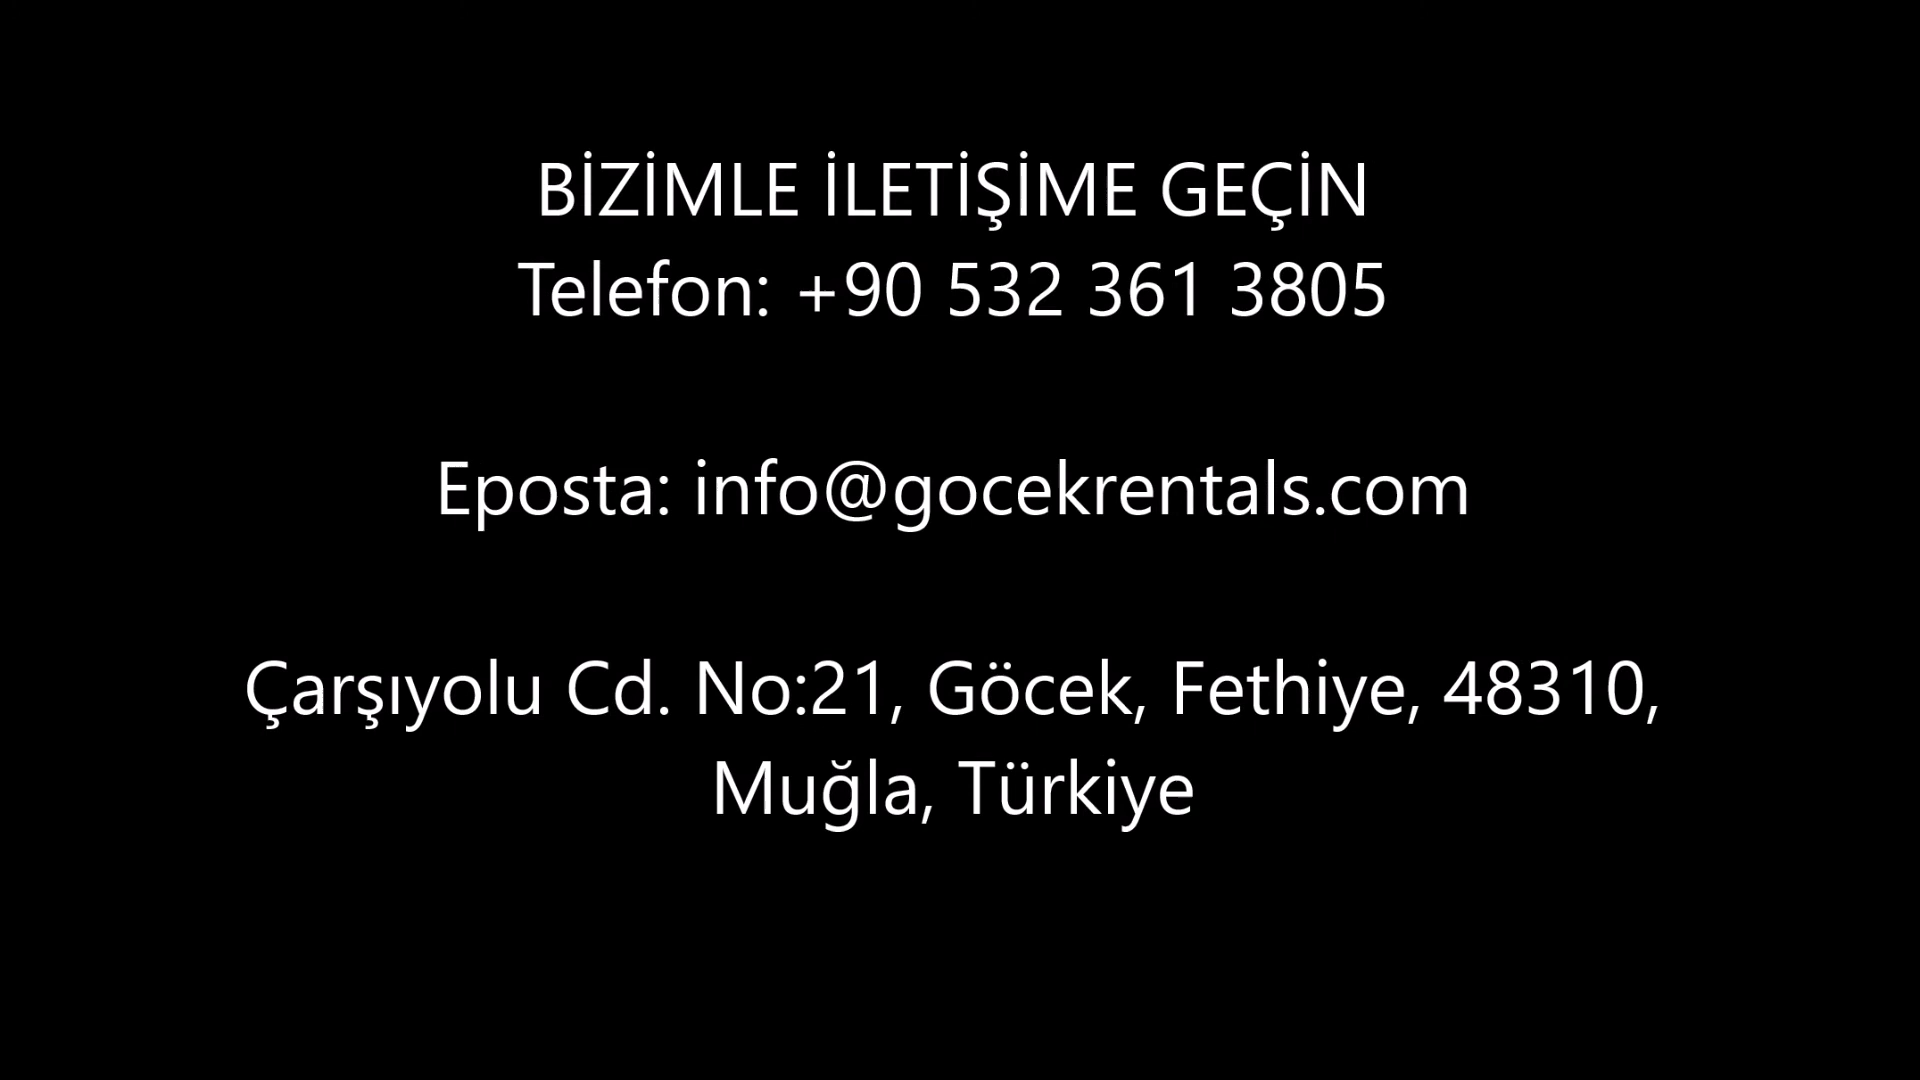 BİZİMLE İLETİŞİME GEÇİN
Telefon: +90 532 361 3805
Eposta: info@gocekrentals.com
Çarşıyolu Cd. No:21, Göcek, Fethiye, 48310,
Muğla, Türkiye